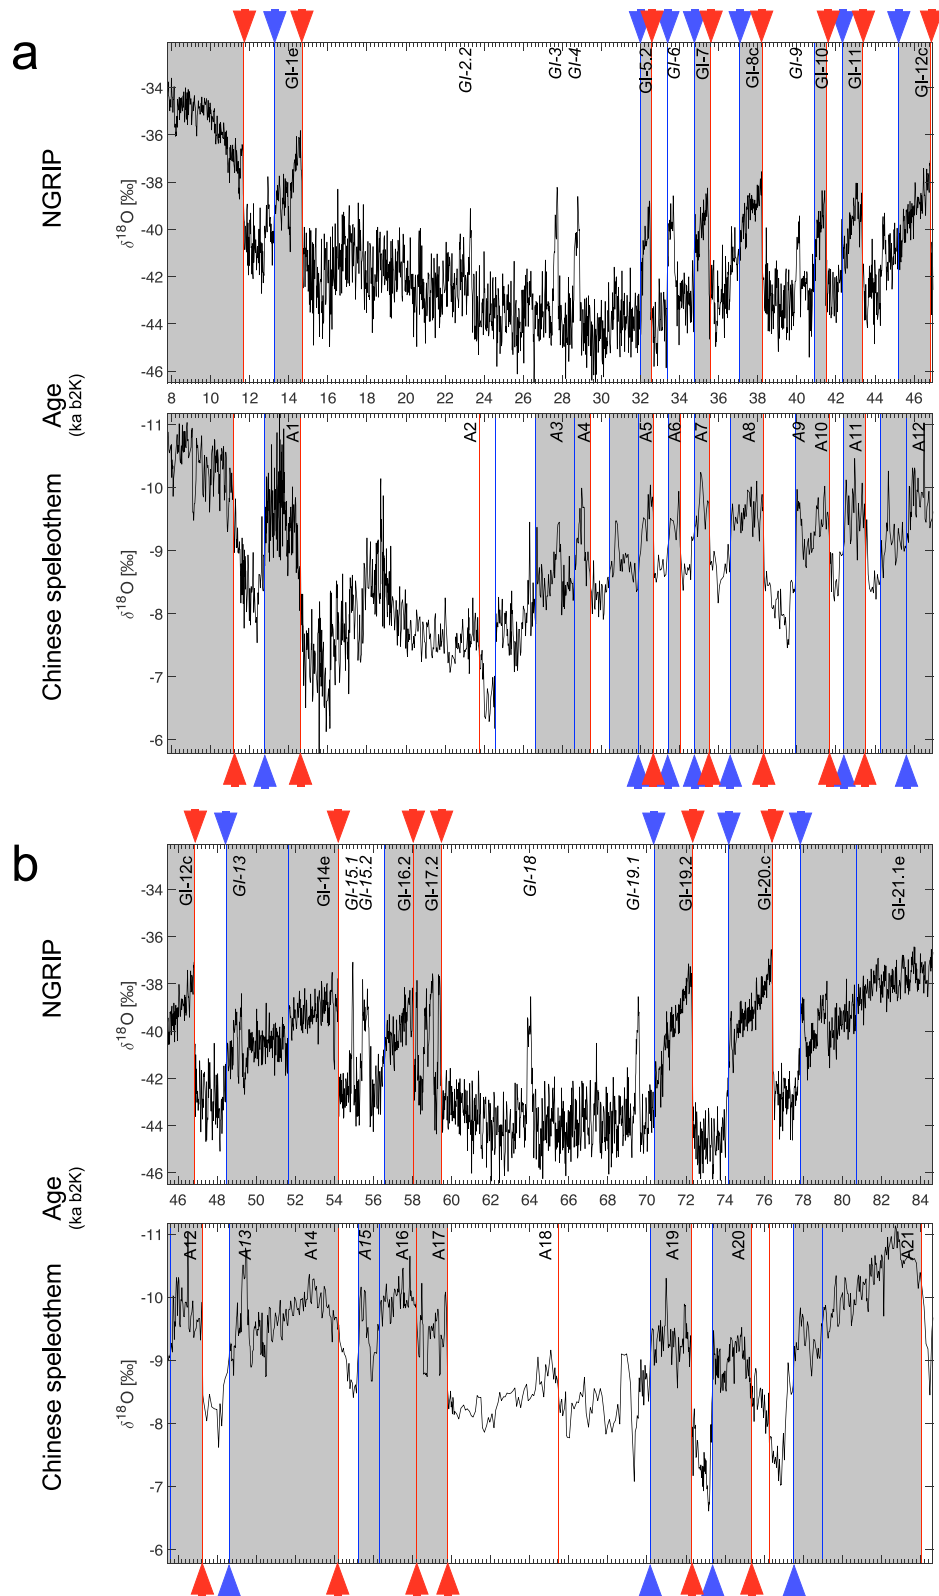 a
GI-1e
GI-2.2
GI-3
GI-4
GI-5.2
GI-6
GI-7
GI-8c
GI-9
GI-10
GI-11
GI-12c
NGRIP
δ18O [‰]
-34
-36
-38
-40
-42
-44
-46
8 10 12 14 16 18 20 22 24 26 28 30 32 34 36 38 40 42 44 46
Age
(ka b2K)
A1
A2
A3
A4
A5
A6
A7
A8
A9
A10
A11
A12
Chinese speleothem
δ18O [‰]
-11
-10
-9
-8
-7
-6
b
GI-12c
GI-13
GI-14e
GI-15.1
GI-15.2
GI-16.2
GI-17.2
GI-18
GI-19.1
GI-19.2
GI-20.c
GI-21.1e
NGRIP
δ18O [‰]
-34
-36
-38
-40
-42
-44
-46
46 48 50 52 54 56 58 60 62 64 66 68 70 72 74 76 78 80 82 84
Age
(ka b2K)
A12
A13
A14
A15
A16
A17
A18
A19
A20
A21
Chinese speleothem
δ18O [‰]
-11
-10
-9
-8
-7
-6